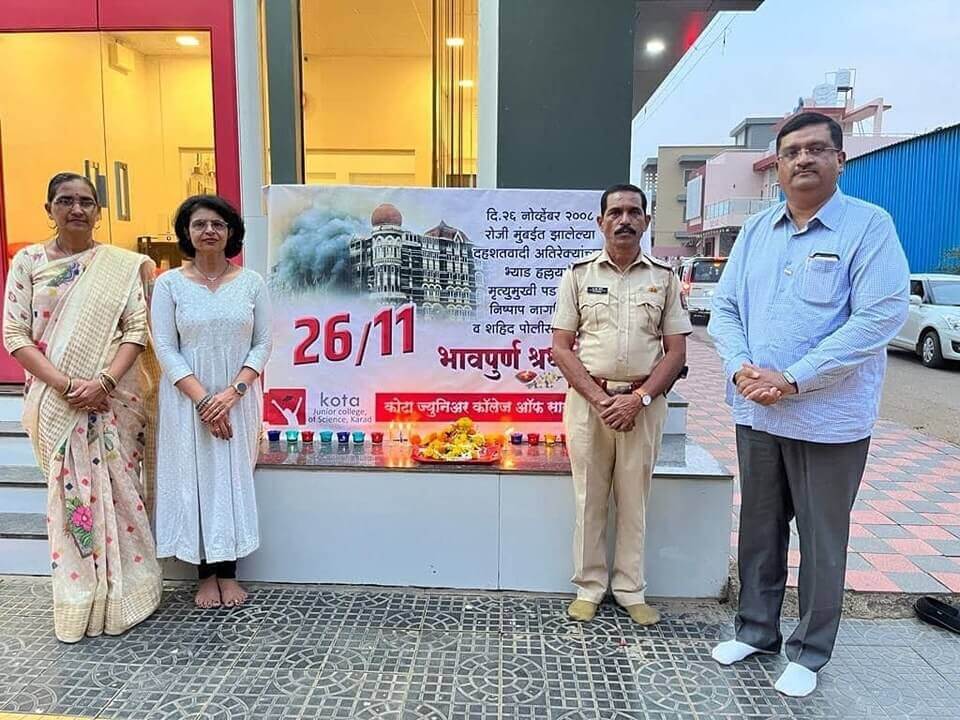 दि.२६ नोव्हेंबर २००८
रोजी मुंबईत झालेल्या
दहशतवादी अतिरेक्यां
भ्याड हल्ल्या
मृत्युमुखी पड
निष्पाप नाग
व शहिद पोलीस
26/11
भावपूर्ण श्र
kota
Junior college
of Science, Karad
कोटा ज्युनिअर कॉलेज ऑफ सा